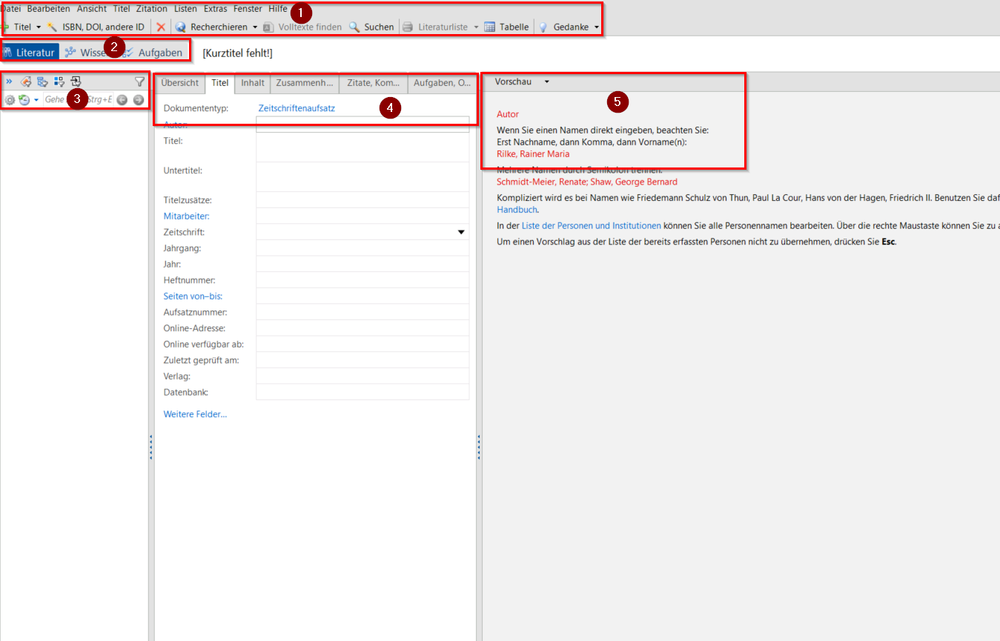 Datei Bearbeiten Ansicht Titel Zitation Listen Extras Fenster Hilfe
1
Titel ISBN, DOI, andere ID Recherchieren Volltexte finden Suchen Literaturliste Tabelle Gedanke
2
Literatur Wissen Aufgaben [Kurztitel fehlt!]
3
Gehe Strg+E
Übersicht Titel Inhalt Zusammenh... Zitate, Kom... Aufgaben, O...
4
Dokumententyp: Zeitschriftenaufsatz
Autor:
Titel:
Untertitel:
Titelzusätze:
Mitarbeiter:
Zeitschrift:
Jahrgang:
Jahr:
Heftnummer:
Seiten von–bis:
Aufsatznummer:
Online-Adresse:
Online verfügbar ab:
Zuletzt geprüft am:
Verlag:
Datenbank:
Weitere Felder...
Vorschau
5
Autor
Wenn Sie einen Namen direkt eingeben, beachten Sie:
Erst Nachname, dann Komma, dann Vorname(n):
Rilke, Rainer Maria
Mehrere Namen durch Semikolon trennen:
Schmidt-Meier, Renate; Shaw, George Bernard
Kompliziert wird es bei Namen wie Friedemann Schulz von Thun, Paul La Cour, Hans von der Hagen, Friedrich II. Benutzen Sie daf
Handbuch.
In der Liste der Personen und Institutionen können Sie alle Personennamen bearbeiten. Über die rechte Maustaste können Sie zu a
Um einen Vorschlag aus der Liste der bereits erfassten Personen nicht zu übernehmen, drücken Sie Esc.